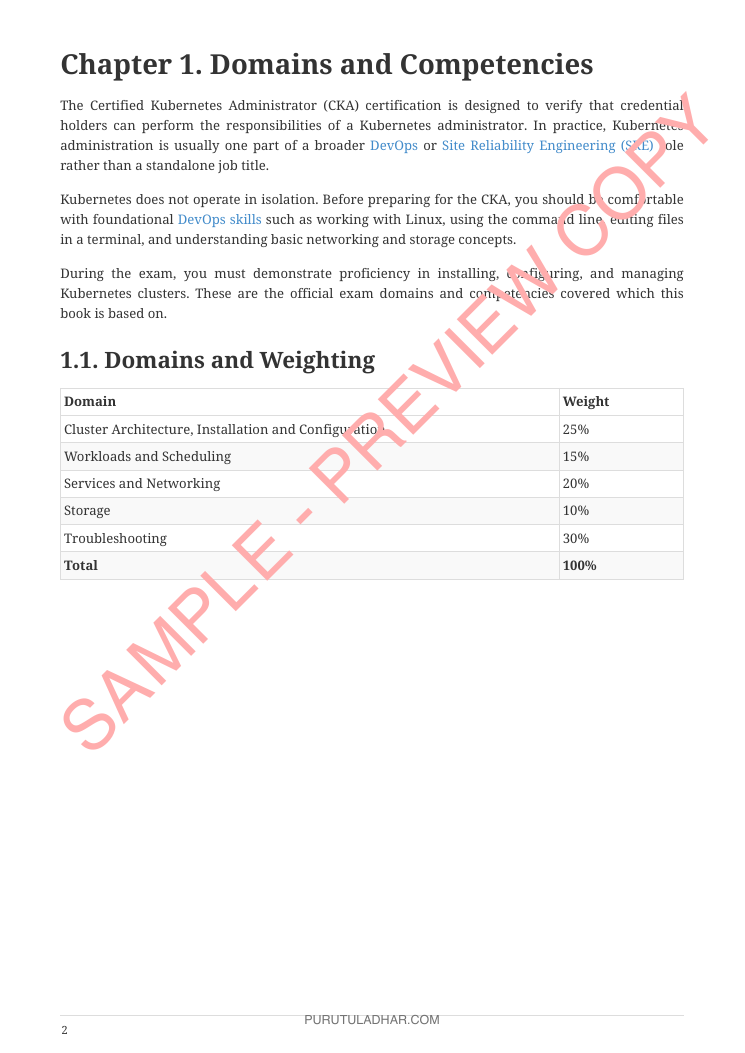 Chapter 1. Domains and Competencies
The Certified Kubernetes Administrator (CKA) certification is designed to verify that credential
holders can perform the responsibilities of a Kubernetes administrator. In practice, Kubernetes
administration is usually one part of a broader DevOps or Site Reliability Engineering (SRE) role
rather than a standalone job title.
Kubernetes does not operate in isolation. Before preparing for the CKA, you should be comfortable
with foundational DevOps skills such as working with Linux, using the command line, editing files
in a terminal, and understanding basic networking and storage concepts.
During the exam, you must demonstrate proficiency in installing, configuring, and managing
Kubernetes clusters. These are the official exam domains and competencies covered which this
book is based on.
1.1. Domains and Weighting
Domain Weight
Cluster Architecture, Installation and Configuration 25%
Workloads and Scheduling 15%
Services and Networking 20%
Storage 10%
Troubleshooting 30%
Total 100%
SAMPLE - PREVIEW COPY
PURUTULADHAR.COM
2